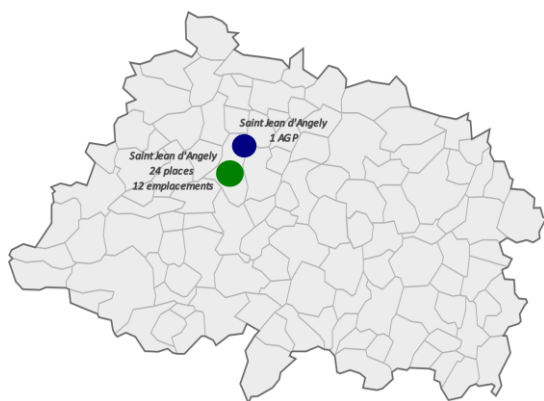 Saint Jean d'Angely
1 AGP
Saint Jean d'Angely
24 places
12 emplacements